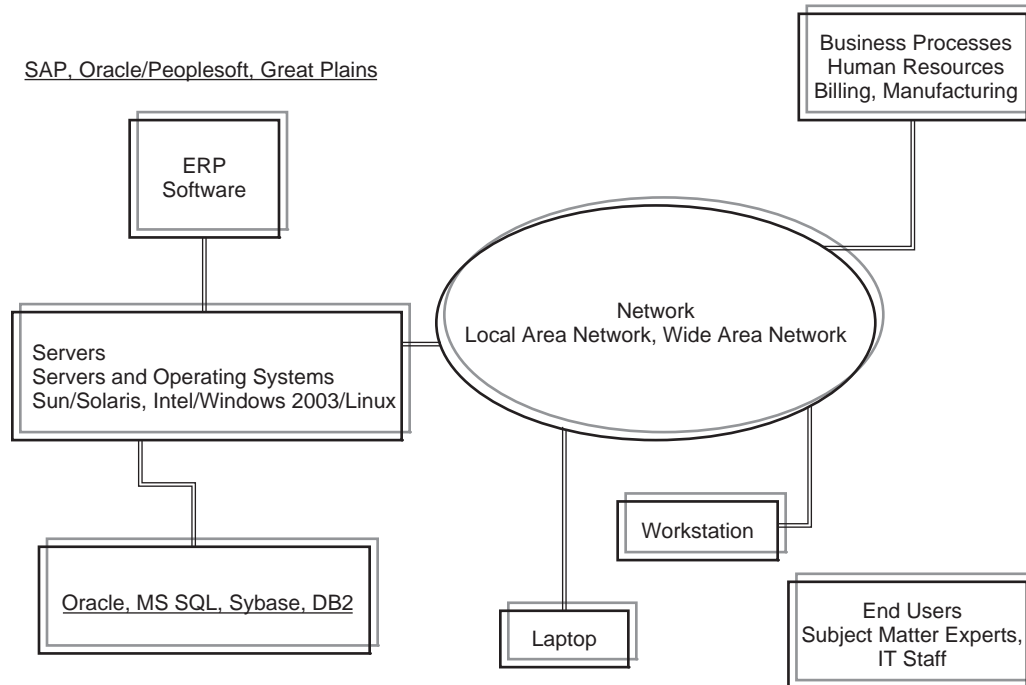 SAP, Oracle/Peoplesoft, Great Plains
Business Processes
Human Resources
Billing, Manufacturing
ERP
Software
Network
Local Area Network, Wide Area Network
Servers
Servers and Operating Systems
Sun/Solaris, Intel/Windows 2003/Linux
Workstation
Oracle, MS SQL, Sybase, DB2
Laptop
End Users
Subject Matter Experts,
IT Staff